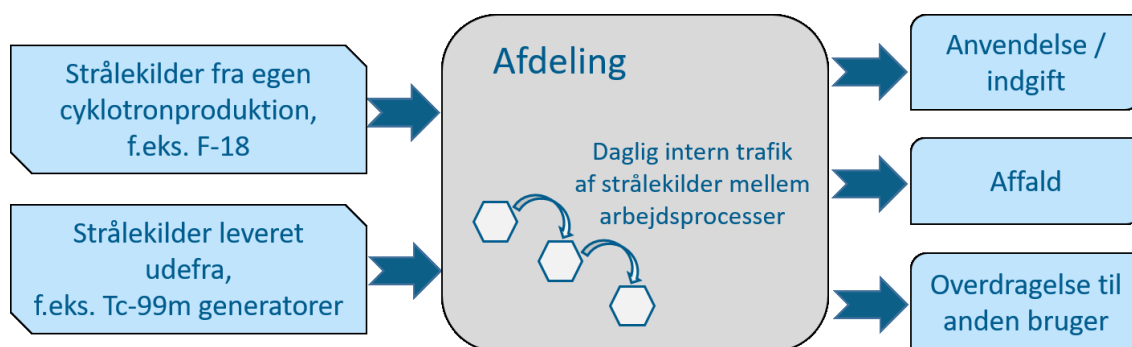 Strålekilder fra egen
cyklotronproduktion,
f.eks. F-18
Strålekilder leveret
udefra,
f.eks. Tc-99m generatorer
Afdeling
Daglig intern trafik
af strålekilder mellem
arbejdsprocesser
Anvendelse /
indgift
Affald
Overdragelse til
anden bruger